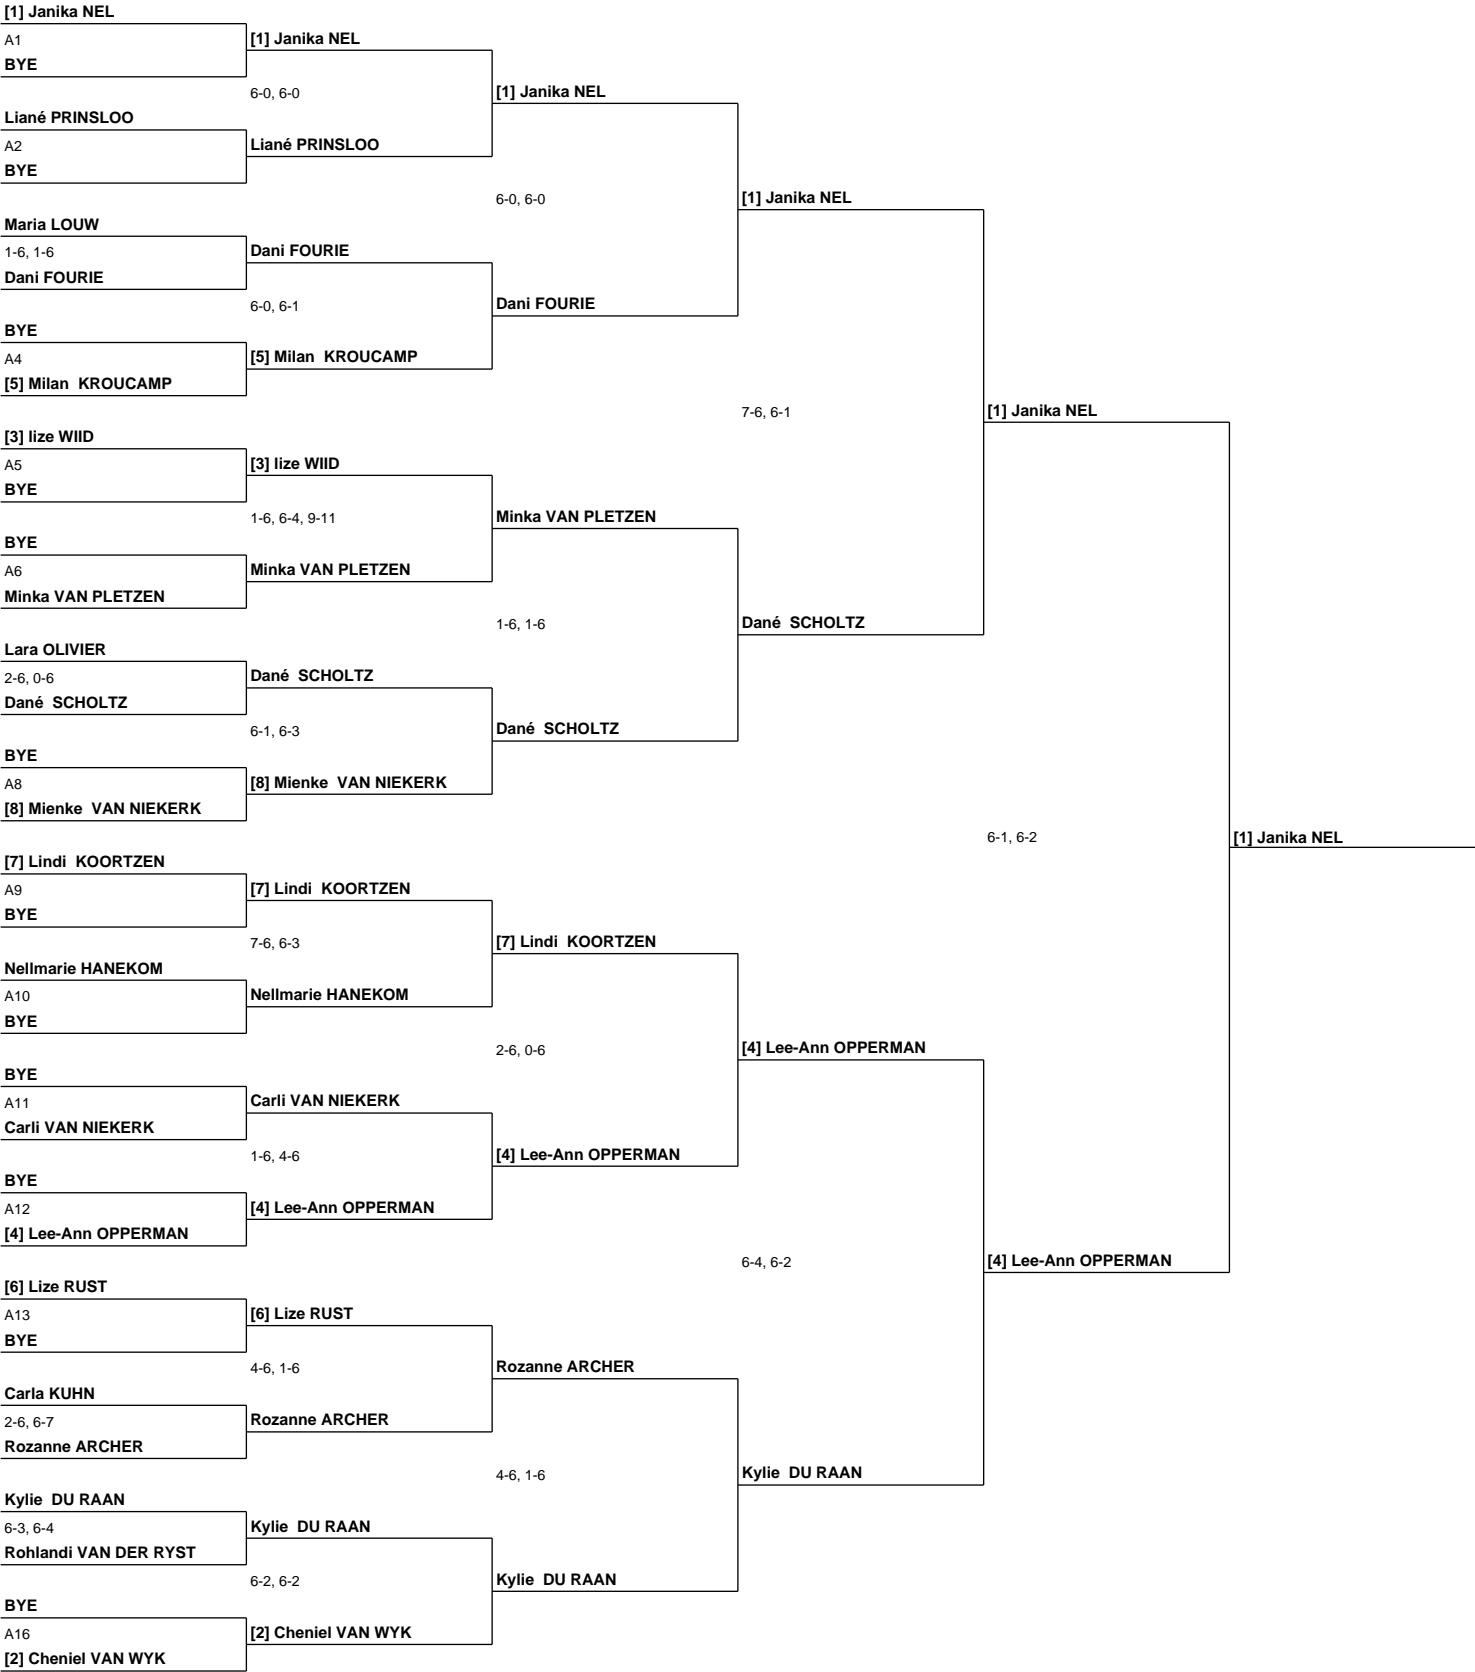 [1] Janika NEL
A1
BYE
Liané PRINSLOO
A2
BYE
Maria LOUW
1-6, 1-6
Dani FOURIE
BYE
A4
[5] Milan  KROUCAMP
[3] lize WIID
A5
BYE
BYE
A6
Minka VAN PLETZEN
Lara OLIVIER
2-6, 0-6
Dané  SCHOLTZ
BYE
A8
[8] Mienke  VAN NIEKERK
[7] Lindi  KOORTZEN
A9
BYE
Nellmarie HANEKOM
A10
BYE
BYE
A11
Carli VAN NIEKERK
BYE
A12
[4] Lee-Ann OPPERMAN
[6] Lize RUST
A13
BYE
Carla KUHN
2-6, 6-7
Rozanne ARCHER
Kylie  DU RAAN
6-3, 6-4
Rohlandi VAN DER RYST
BYE
A16
[2] Cheniel VAN WYK
[1] Janika NEL
6-0, 6-0
Liané PRINSLOO
Dani FOURIE
6-0, 6-1
[5] Milan  KROUCAMP
[3] lize WIID
1-6, 6-4, 9-11
Minka VAN PLETZEN
Dané  SCHOLTZ
6-1, 6-3
[8] Mienke  VAN NIEKERK
[7] Lindi  KOORTZEN
7-6, 6-3
Nellmarie HANEKOM
Carli VAN NIEKERK
1-6, 4-6
[4] Lee-Ann OPPERMAN
[6] Lize RUST
4-6, 1-6
Rozanne ARCHER
Kylie  DU RAAN
6-2, 6-2
[2] Cheniel VAN WYK
[1] Janika NEL
6-0, 6-0
Dani FOURIE
Minka VAN PLETZEN
1-6, 1-6
Dané  SCHOLTZ
[7] Lindi  KOORTZEN
2-6, 0-6
[4] Lee-Ann OPPERMAN
Rozanne ARCHER
4-6, 1-6
Kylie  DU RAAN
[1] Janika NEL
7-6, 6-1
Dané  SCHOLTZ
[4] Lee-Ann OPPERMAN
6-4, 6-2
Kylie  DU RAAN
[1] Janika NEL
6-1, 6-2
[4] Lee-Ann OPPERMAN
[1] Janika NEL